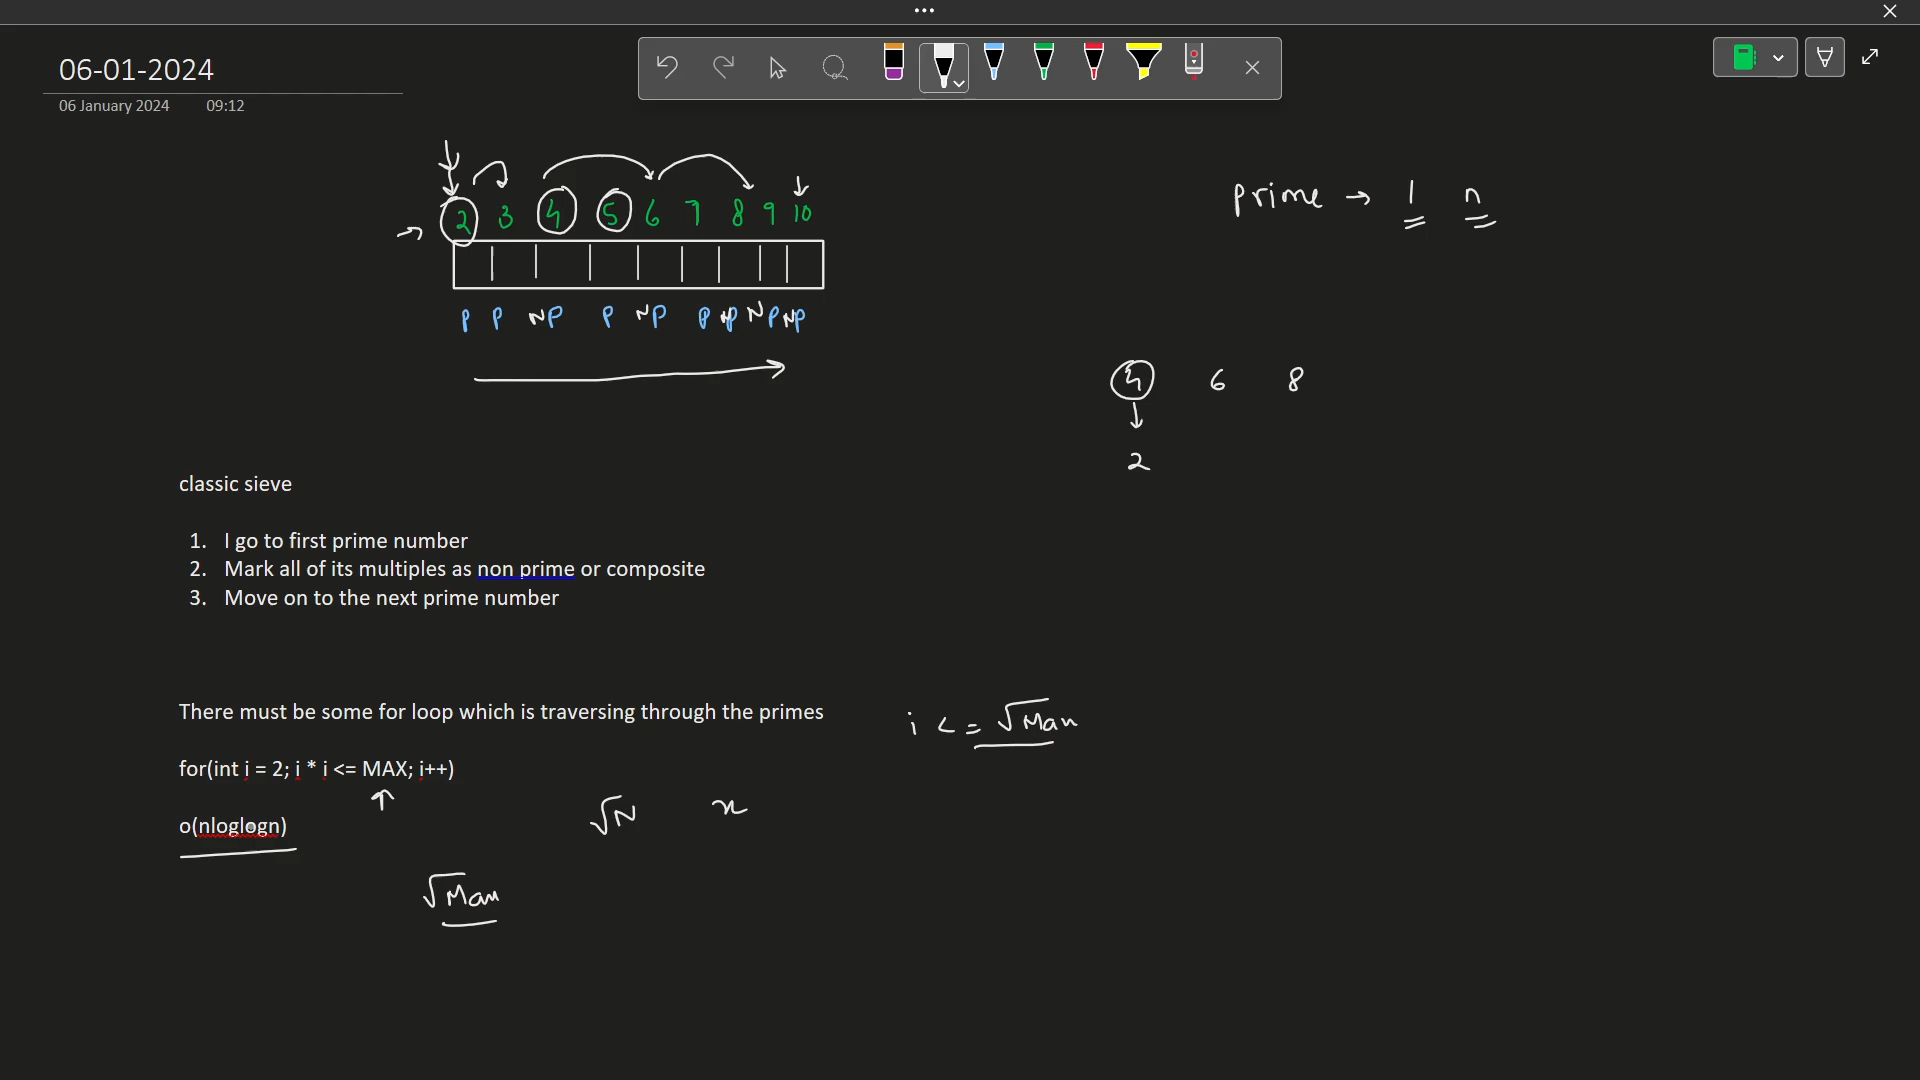 06-01-2024
06 January 2024 09:12
2 3 4 5 6 7 8 9 10
P P NP P NP P NP NP NP
prime → 1 n
4 6 8
2
classic sieve
1. I go to first prime number
2. Mark all of its multiples as non prime or composite
3. Move on to the next prime number
There must be some for loop which is traversing through the primes
i <= √Max
for(int i = 2; i * i <= MAX; i++)
√N x
o(nloglogn)
√Max